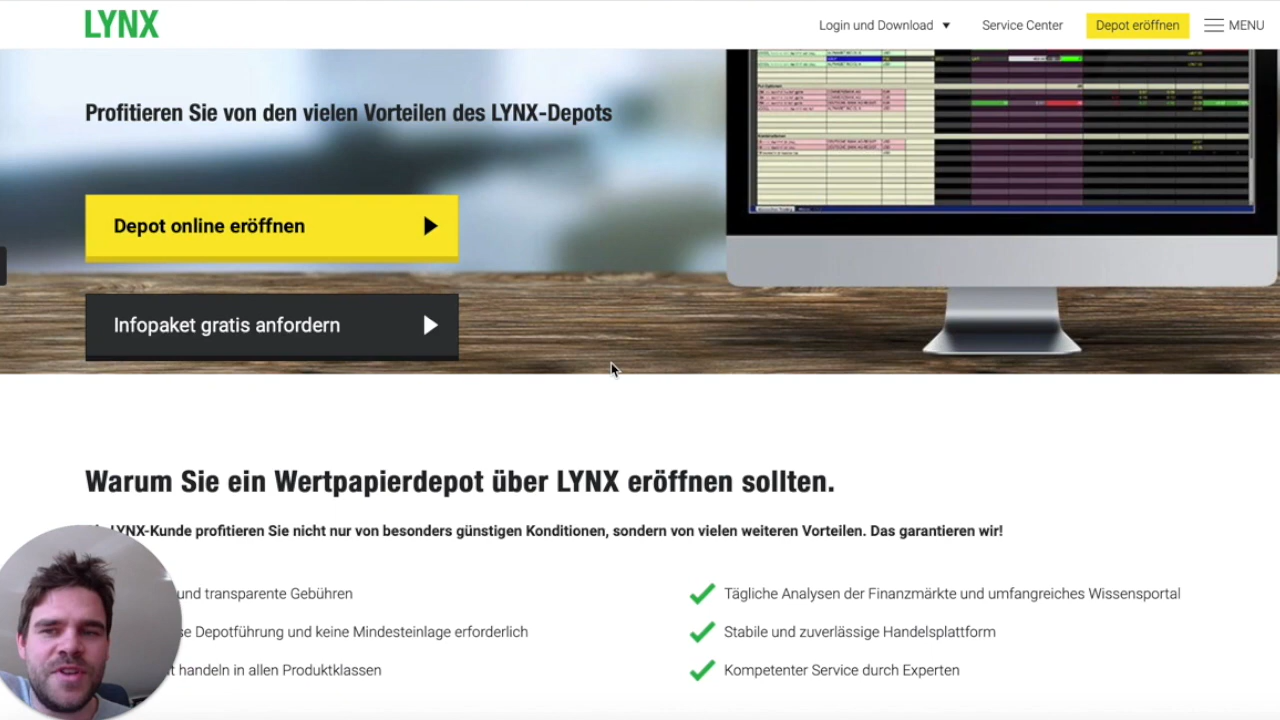 LYNX
Login und Download
Service Center
Depot eröffnen
MENU
Profitieren Sie von den vielen Vorteilen des LYNX-Depots
Depot online eröffnen
Infopaket gratis anfordern
Warum Sie ein Wertpapierdepot über LYNX eröffnen sollten.
LYNX-Kunde profitieren Sie nicht nur von besonders günstigen Konditionen, sondern von vielen weiteren Vorteilen. Das garantieren wir!
und transparente Gebühren
Depotführung und keine Mindesteinlage erforderlich
handeln in allen Produktklassen
Tägliche Analysen der Finanzmärkte und umfangreiches Wissensportal
Stabile und zuverlässige Handelsplattform
Kompetenter Service durch Experten